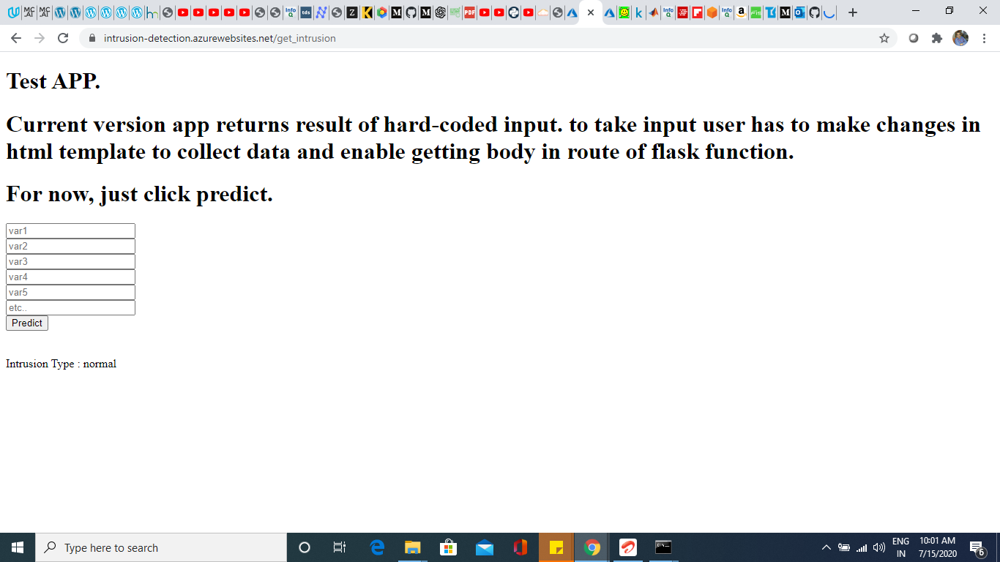 intrusion-detection.azurewebsites.net/get_intrusion
Test APP.
Current version app returns result of hard-coded input. to take input user has to make changes in
html template to collect data and enable getting body in route of flask function.
For now, just click predict.
var1
var2
var3
var4
var5
etc..
Predict
Intrusion Type : normal
Type here to search
ENG
IN
10:01 AM
7/15/2020
6